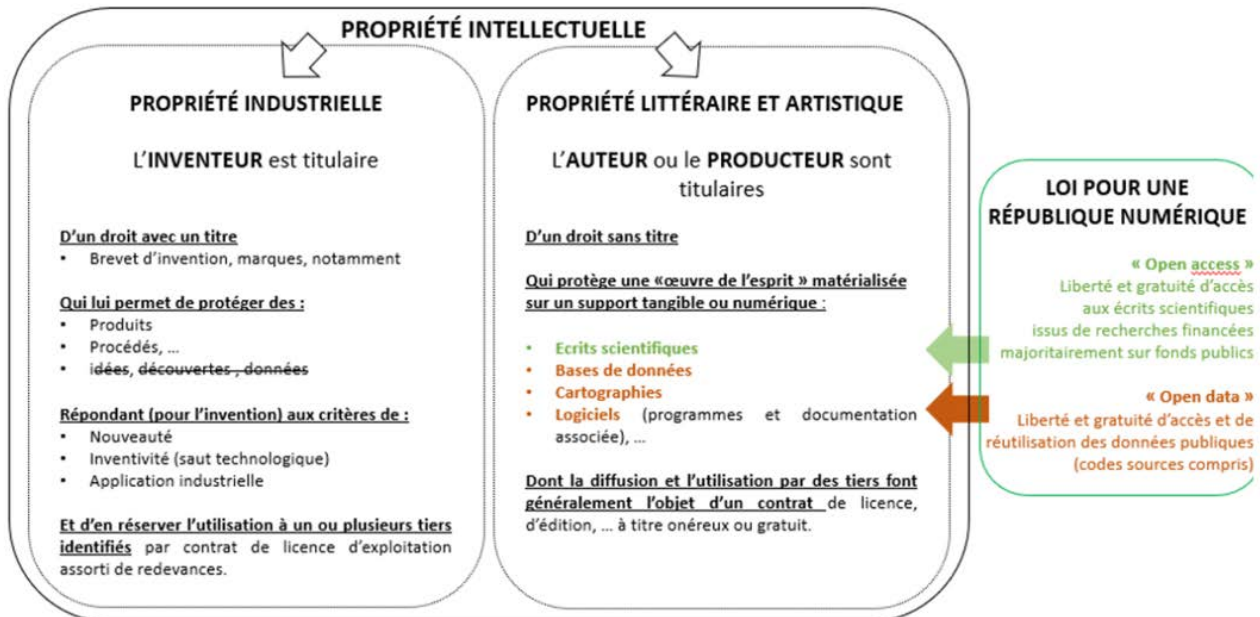 PROPRIÉTÉ INTELLECTUELLE
PROPRIÉTÉ INDUSTRIELLE
L'INVENTEUR est titulaire
D'un droit avec un titre
• Brevet d'invention, marques, notamment
Qui lui permet de protéger des :
• Produits
• Procédés, ...
• idées, découvertes , données
Répondant (pour l'invention) aux critères de :
• Nouveauté
• Inventivité (saut technologique)
• Application industrielle
Et d'en réserver l'utilisation à un ou plusieurs tiers
identifiés par contrat de licence d'exploitation
assorti de redevances.
PROPRIÉTÉ LITTÉRAIRE ET ARTISTIQUE
L'AUTEUR ou le PRODUCTEUR sont
titulaires
D'un droit sans titre
Qui protège une «œuvre de l'esprit » matérialisée
sur un support tangible ou numérique :
• Ecrits scientifiques
• Bases de données
• Cartographies
• Logiciels (programmes et documentation
associée), ...
Dont la diffusion et l'utilisation par des tiers font
généralement l'objet d'un contrat de licence,
d'édition, ... à titre onéreux ou gratuit.
LOI POUR UNE
RÉPUBLIQUE NUMÉRIQUE
« Open access »
Liberté et gratuité d'accès
aux écrits scientifiques
issus de recherches financées
majoritairement sur fonds publics
« Open data »
Liberté et gratuité d'accès et de
réutilisation des données publiques
(codes sources compris)